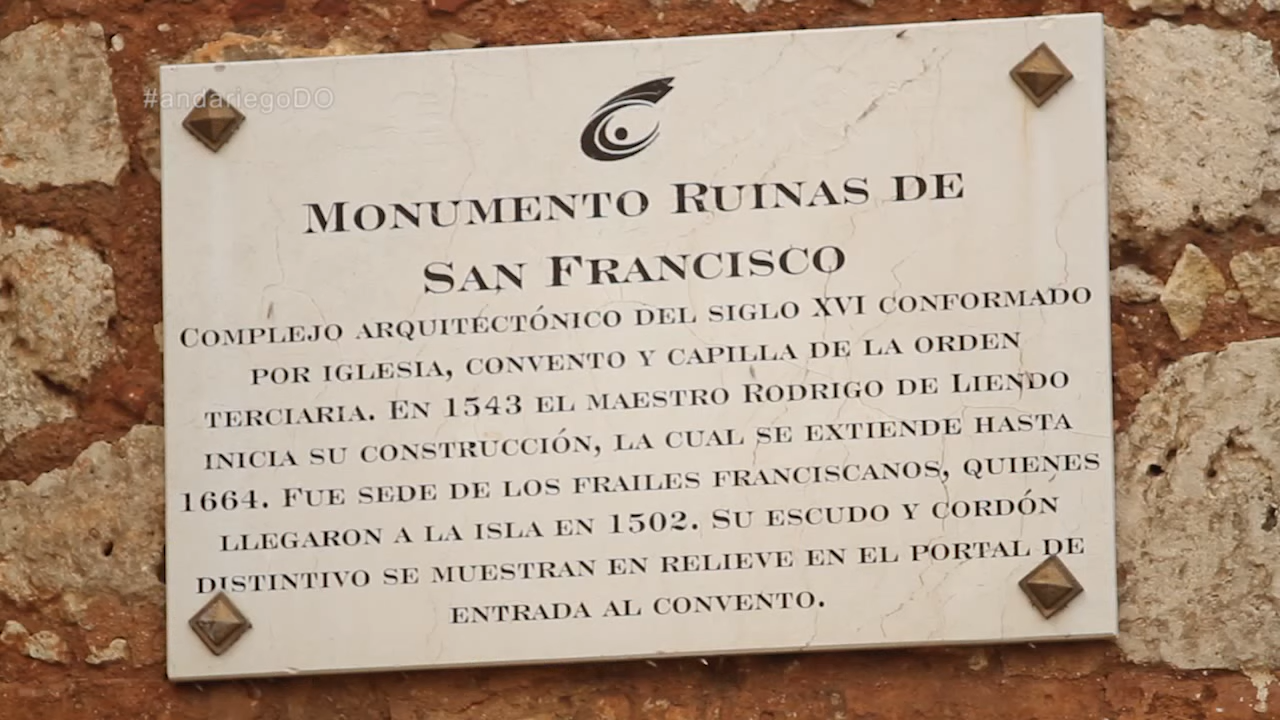 #andariegoDO
MONUMENTO RUINAS DE
SAN FRANCISCO
COMPLEJO ARQUITECTÓNICO DEL SIGLO XVI CONFORMADO
POR IGLESIA, CONVENTO Y CAPILLA DE LA ORDEN
TERCIARIA. EN 1543 EL MAESTRO RODRIGO DE LIENDO
INICIA SU CONSTRUCCIÓN, LA CUAL SE EXTIENDE HASTA
1664. FUE SEDE DE LOS FRAILES FRANCISCANOS, QUIENES
LLEGARON A LA ISLA EN 1502. SU ESCUDO Y CORDÓN
DISTINTIVO SE MUESTRAN EN RELIEVE EN EL PORTAL DE
ENTRADA AL CONVENTO.